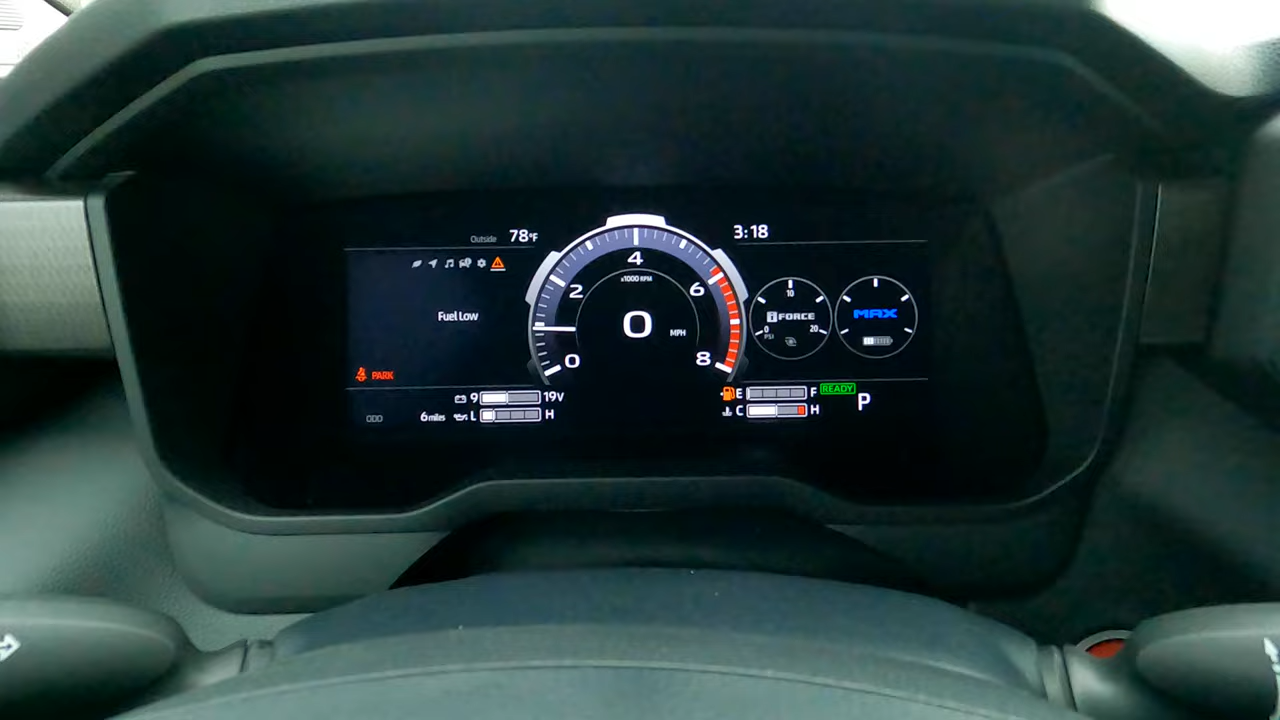 Outside 78°F
3:18
4
x1000 RPM
2
6
Fuel Low
0 MPH
10
iFORCE
0
PSI
20
MAX
0
8
PARK
9
19V
E
F
READY
6 miles
L
H
C
H
P
ODO